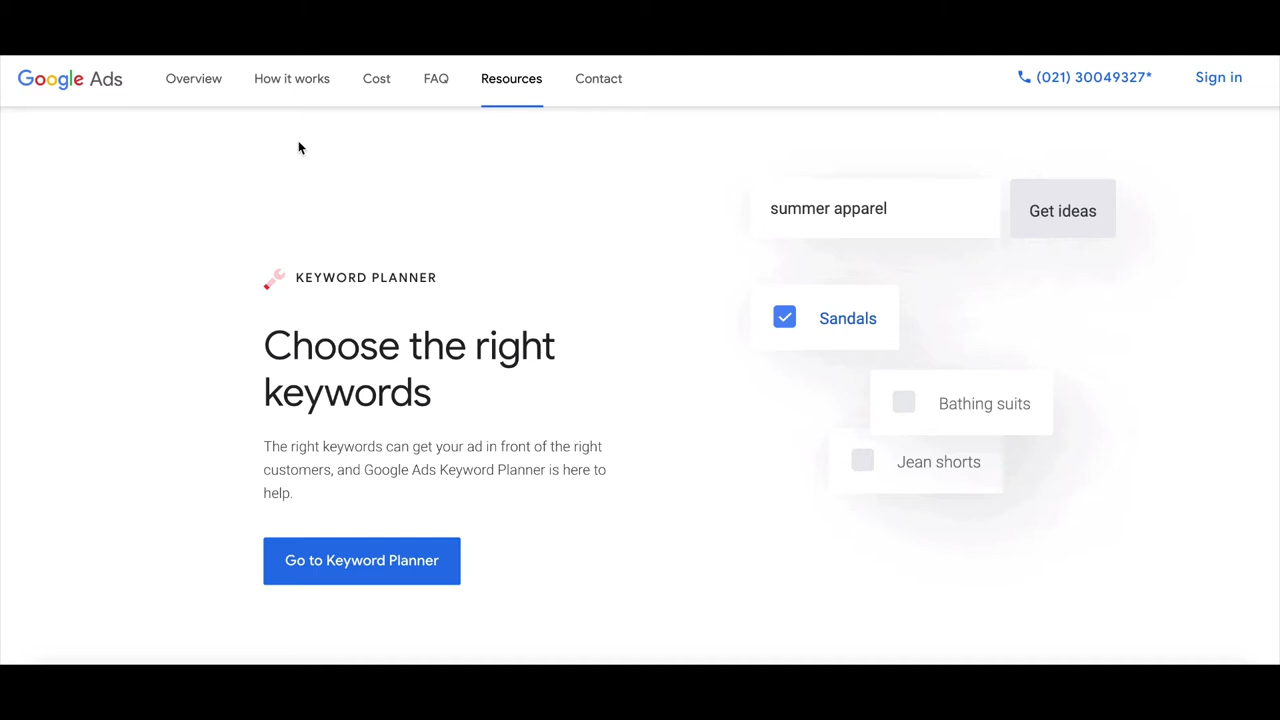 Google Ads Overview How it works Cost FAQ Resources Contact (021) 30049327* Sign in
summer apparel Get ideas
KEYWORD PLANNER
Sandals
Choose the right
keywords
Bathing suits
The right keywords can get your ad in front of the right
customers, and Google Ads Keyword Planner is here to
help.
Jean shorts
Go to Keyword Planner